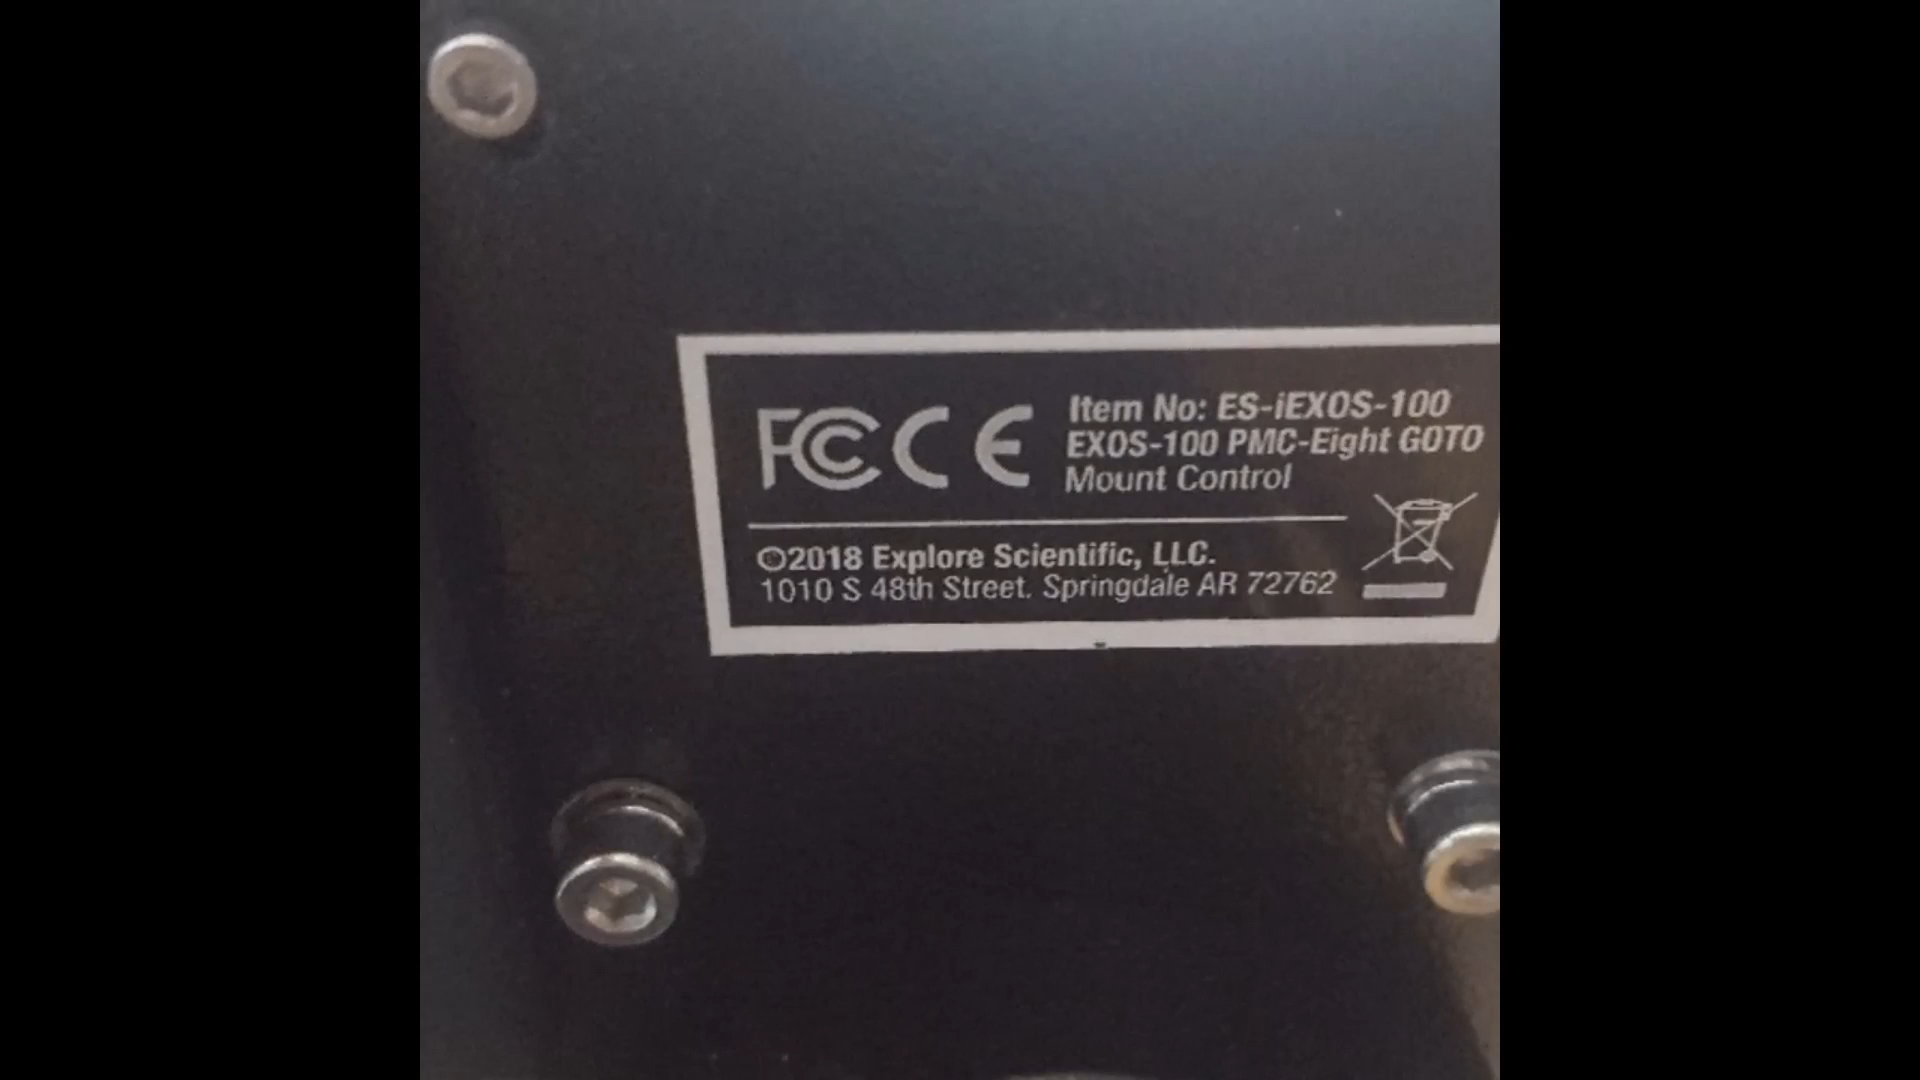 FC CE
Item No: ES-iEXOS-100
EXOS-100 PMC-Eight GOTO
Mount Control
©2018 Explore Scientific, LLC.
1010 S 48th Street. Springdale AR 72762